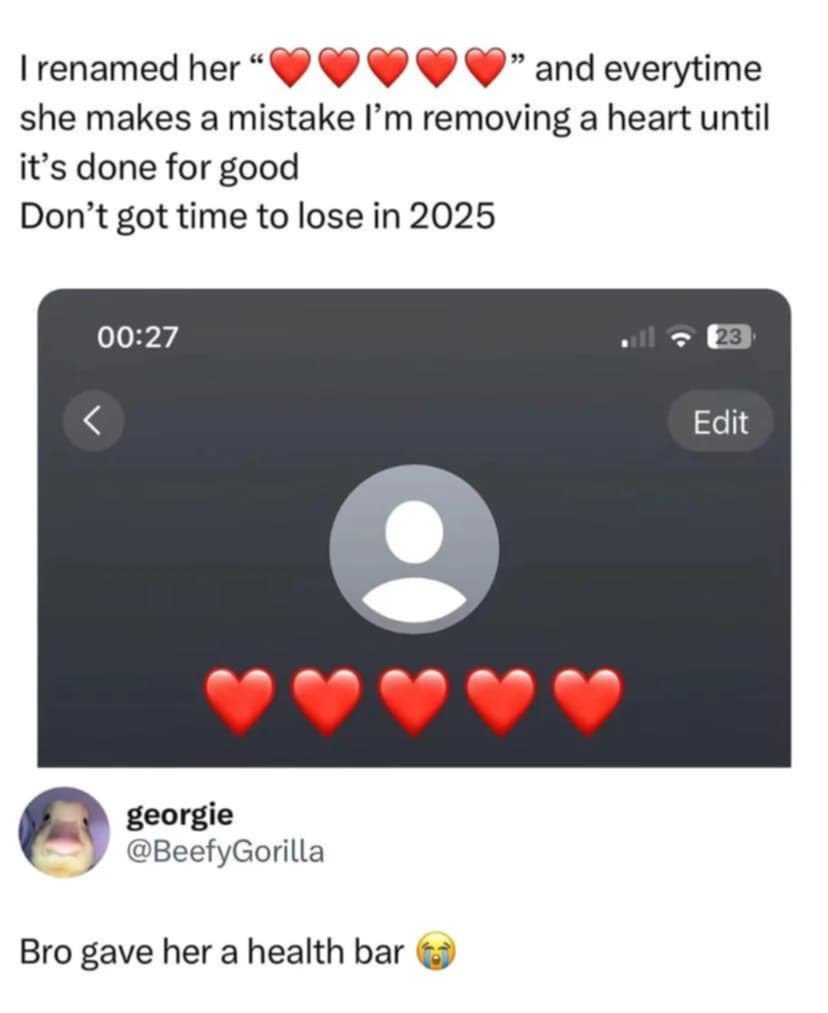 I renamed her “❤️❤️❤️❤️❤️” and everytime
she makes a mistake I’m removing a heart until
it’s done for good
Don’t got time to lose in 2025
00:27
23
Edit
❤️❤️❤️❤️❤️
georgie
@BeefyGorilla
Bro gave her a health bar 😭